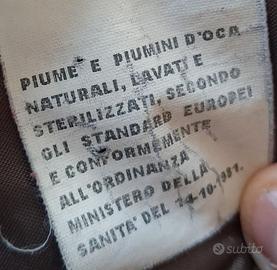 PIUME E PIUMINI D'OCA
NATURALI, LAVATI E
STERILIZZATI, SECONDO
GLI STANDARD EUROPEI
E CONFORMEMENTE
ALL'ORDINANZA
MINISTERO DELLA
SANITA' DEL 14-10-981.
subito